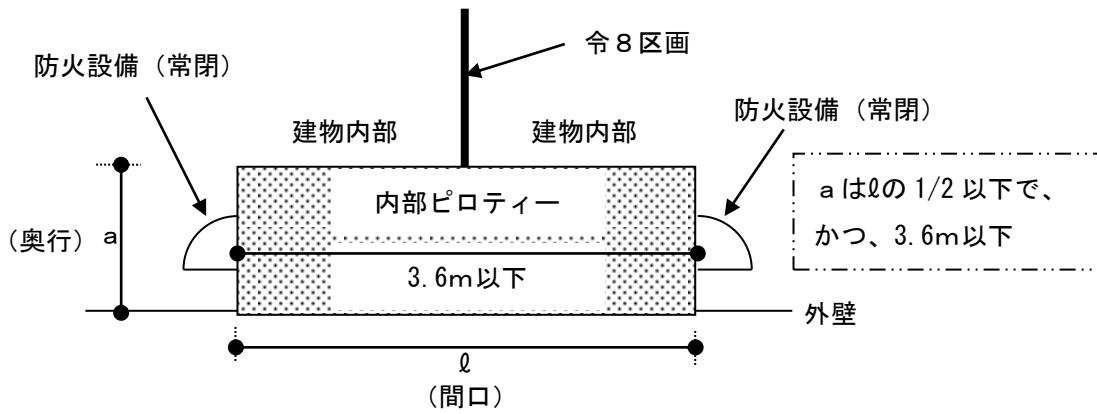 令8区画
防火設備（常閉）
防火設備（常閉）
建物内部
建物内部
aはℓの1/2以下で、
かつ、3.6m以下
内部ピロティー
（奥行）a
3.6m以下
外壁
ℓ
（間口）